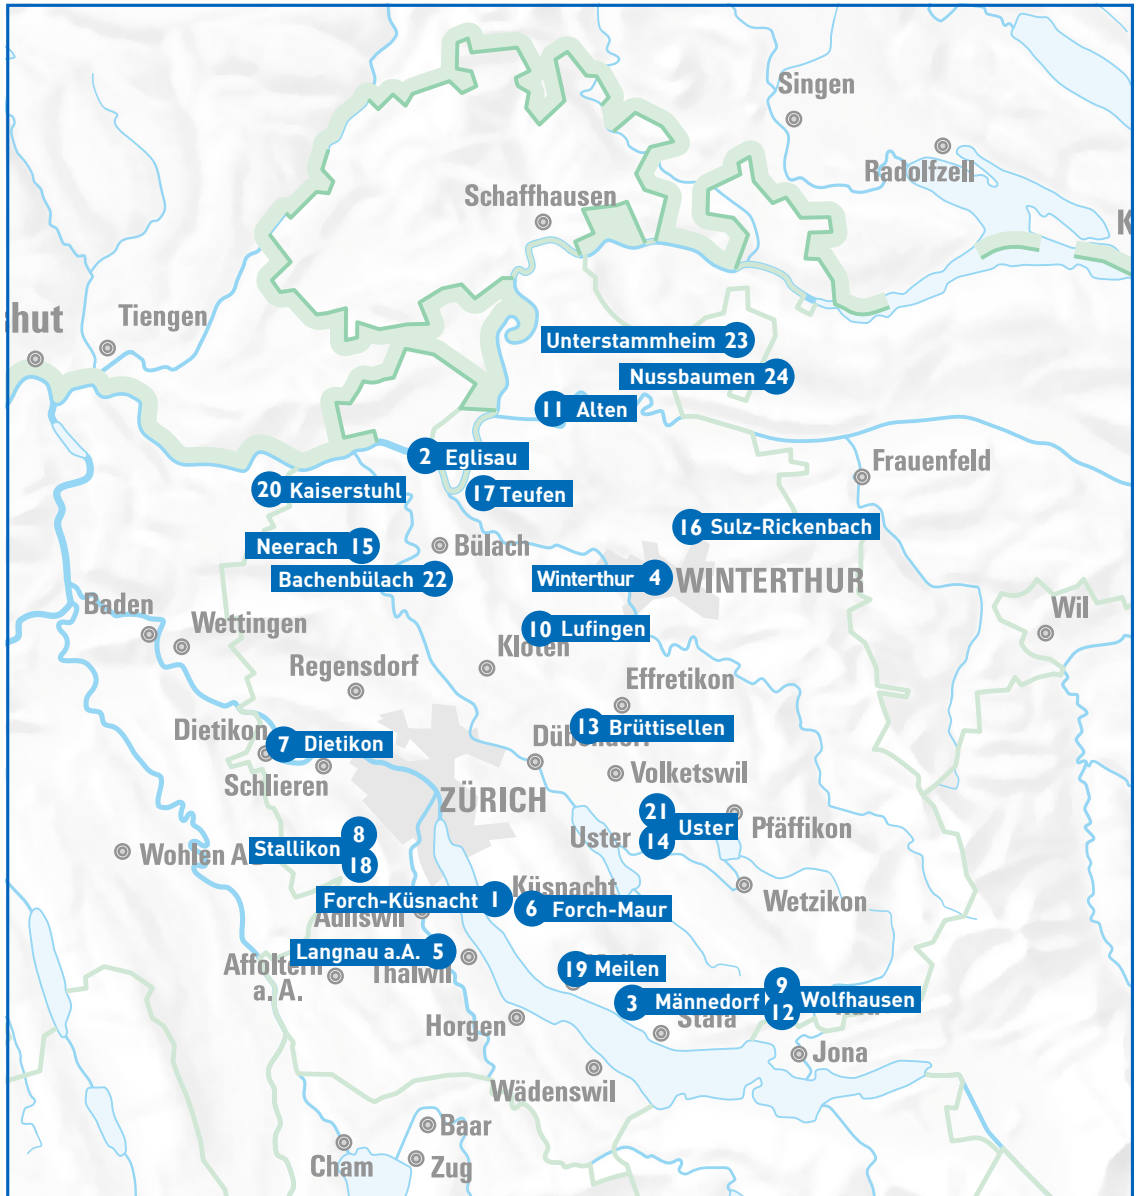 Singen
Radolfzell
Schaffhausen
K
hut
Tiengen
Unterstammheim 23
Nussbaumen 24
11 Alten
2 Eglisau
Frauenfeld
20 Kaiserstuhl
17 Teufen
16 Sulz-Rickenbach
Neerach 15
Bülach
Bachenbülach 22
Winterthur 4
WINTERTHUR
Baden
Wettingen
Wil
10 Lufingen
Kloten
Regensdorf
Effretikon
Dietikon
7 Dietikon
13 Brüttisellen
Dübendorf
Schlieren
Volketswil
ZÜRICH
21
Uster
14
Uster
Pfäffikon
8
Stallikon
18
Wohlen A
Küsnacht
Wetzikon
Forch-Küsnacht 1
6 Forch-Maur
Adliswil
Langnau a.A. 5
Affoltern
a. A.
Thalwil
19 Meilen
9
3 Männedorf
Wolfhausen
12
Horgen
Stäfa
Jona
Wädenswil
Baar
Cham
Zug